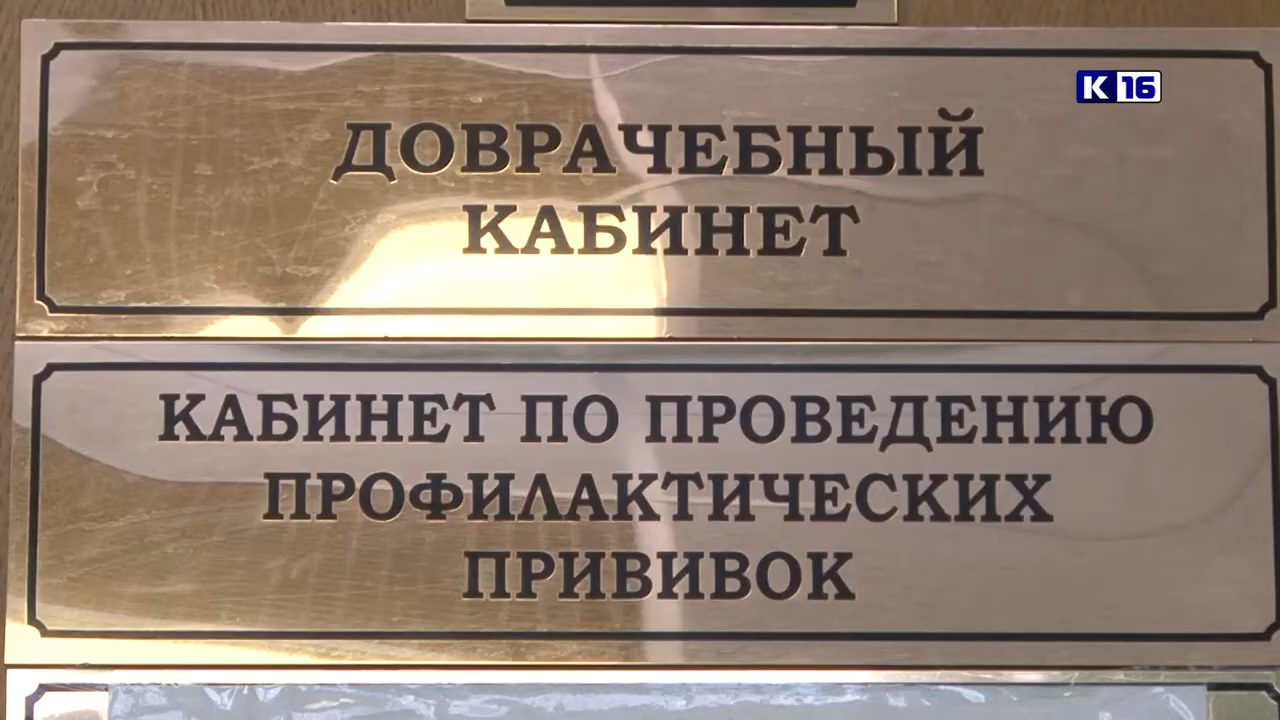 К 16
ДОВРАЧЕБНЫЙ
КАБИНЕТ
КАБИНЕТ ПО ПРОВЕДЕНИЮ
ПРОФИЛАКТИЧЕСКИХ
ПРИВИВОК